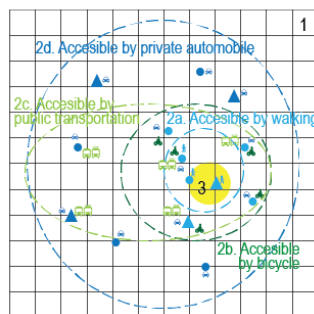 1
2d. Accesible by private automobile
2c. Accesible by
public transportation
2a. Accesible by walking
3
2b. Accesible
by bicycle